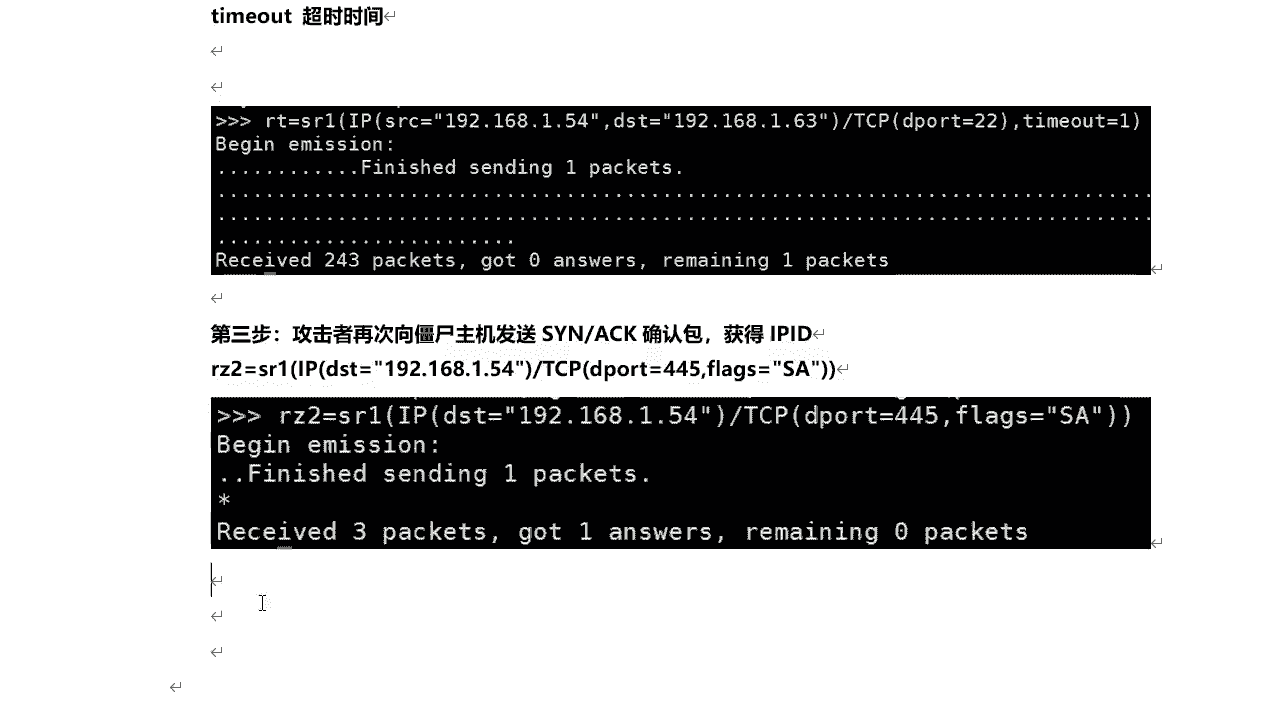 timeout 超时时间
>>> rt=sr1(IP(src="192.168.1.54",dst="192.168.1.63")/TCP(dport=22),timeout=1)
Begin emission:
............Finished sending 1 packets.
..............................................................................
..............................................................................
.........................
Received 243 packets, got 0 answers, remaining 1 packets
第三步：攻击者再次向僵尸主机发送 SYN/ACK 确认包，获得 IPID
rz2=sr1(IP(dst="192.168.1.54")/TCP(dport=445,flags="SA"))
>>> rz2=sr1(IP(dst="192.168.1.54")/TCP(dport=445,flags="SA"))
Begin emission:
..Finished sending 1 packets.
*
Received 3 packets, got 1 answers, remaining 0 packets